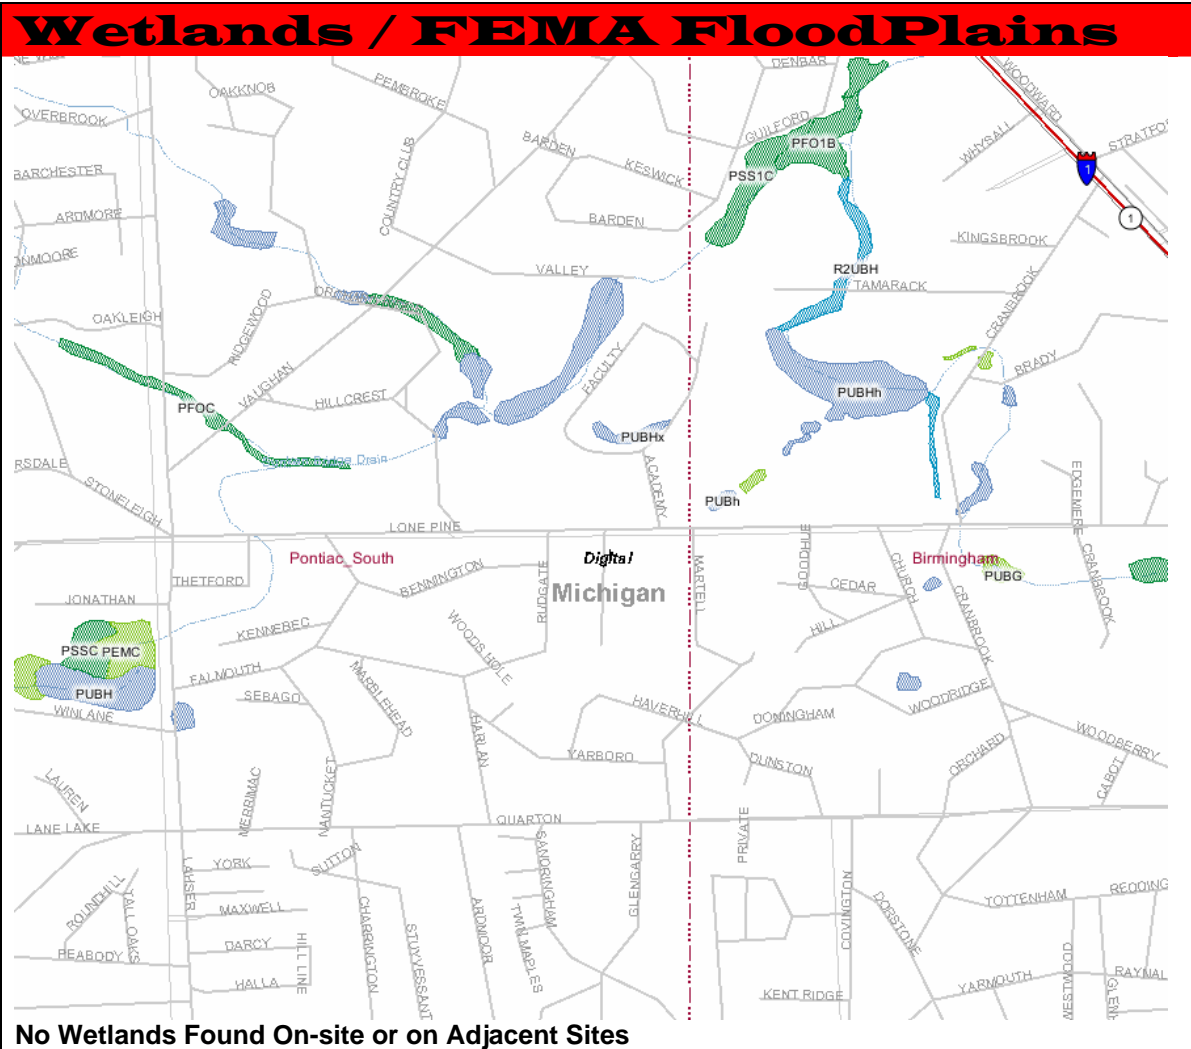 Wetlands / FEMA FloodPlains
DENBAR
WOODWARD
OAKKNOB
PEMBROKE
OVERBROOK
GUILFORD
PFO1B
WHYSALL
BARDEN
COUNTRY CLUB
KESWICK
PSS1C
1
BARCHESTER
ARDMORE
BARDEN
1
KINGSBROOK
VALLEY
R2UBH
TAMARACK
CRANBROOK
OAKLEIGH
RIDGEWOOD
FACULTY
BRADY
VAUGHAN
HILLCREST
PUBHh
PFOC
PUBHx
Drain
RSDALE
ACADEMY
EDGEMERE
STONELEIGH
PUBh
LONE PINE
Pontiac_South
Digital
GOODHUE
Birmingham
PUBG
THETFORD
BENNINGTON
RUDGATE
Michigan
MARTELL
CEDAR
CHURCH
CRANBROOK
CRANBROOK
JONATHAN
KENNEBEC
WOODS HOLE
HILL
PSSC PEMC
FALMOUTH
MARBLEHEAD
PUBH
SEBAGO
WOODRIDGE
WINLANE
HAVERHILL
DONINGHAM
HARLAN
YARBORO
DUNSTON
ORCHARD
WOODBERRY
CABOT
LAUREN
MERRIMAC
NANTUCKET
LANE LAKE
QUARTON
PRIVATE
YORK
SUTTON
SANDRINGHAM
GLENGARRY
LAHSER
ROUNDHILL
TALL OAKS
MAXWELL
CHARRINGTON
STUYVESSANT
ARDMOOR
TWIN MAPLES
COVINGTON
DORSTONE
TOTTENHAM
REDDING
PEABODY
DARCY
HILL LINE
HALLA
KENT RIDGE
YARMOUTH
WESTWOOD
RAYNAL
GLEN
No Wetlands Found On-site or on Adjacent Sites